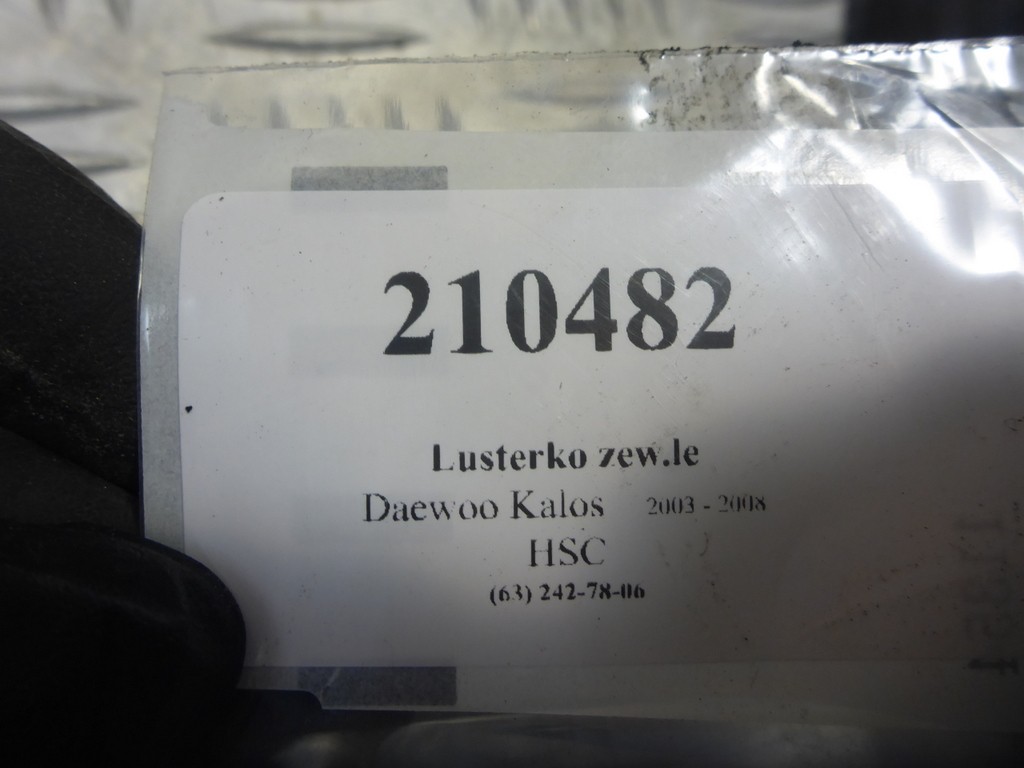 210482
Lusterko zew.le
Daewoo Kalos 2003 - 2008
HSC
(63) 242-78-06